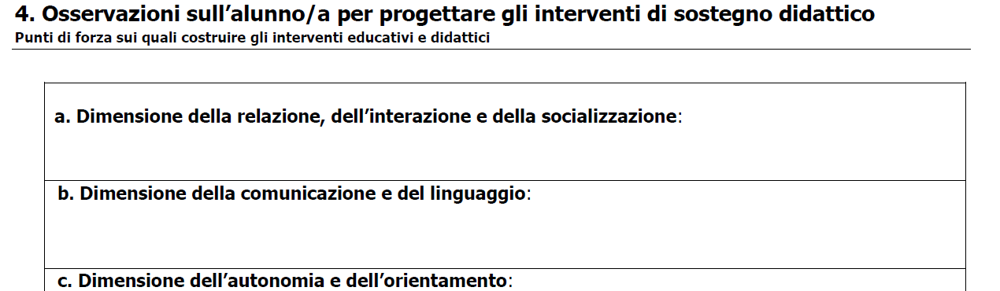 4. Osservazioni sull’alunno/a per progettare gli interventi di sostegno didattico
Punti di forza sui quali costruire gli interventi educativi e didattici
a. Dimensione della relazione, dell’interazione e della socializzazione:
b. Dimensione della comunicazione e del linguaggio:
c. Dimensione dell’autonomia e dell’orientamento: